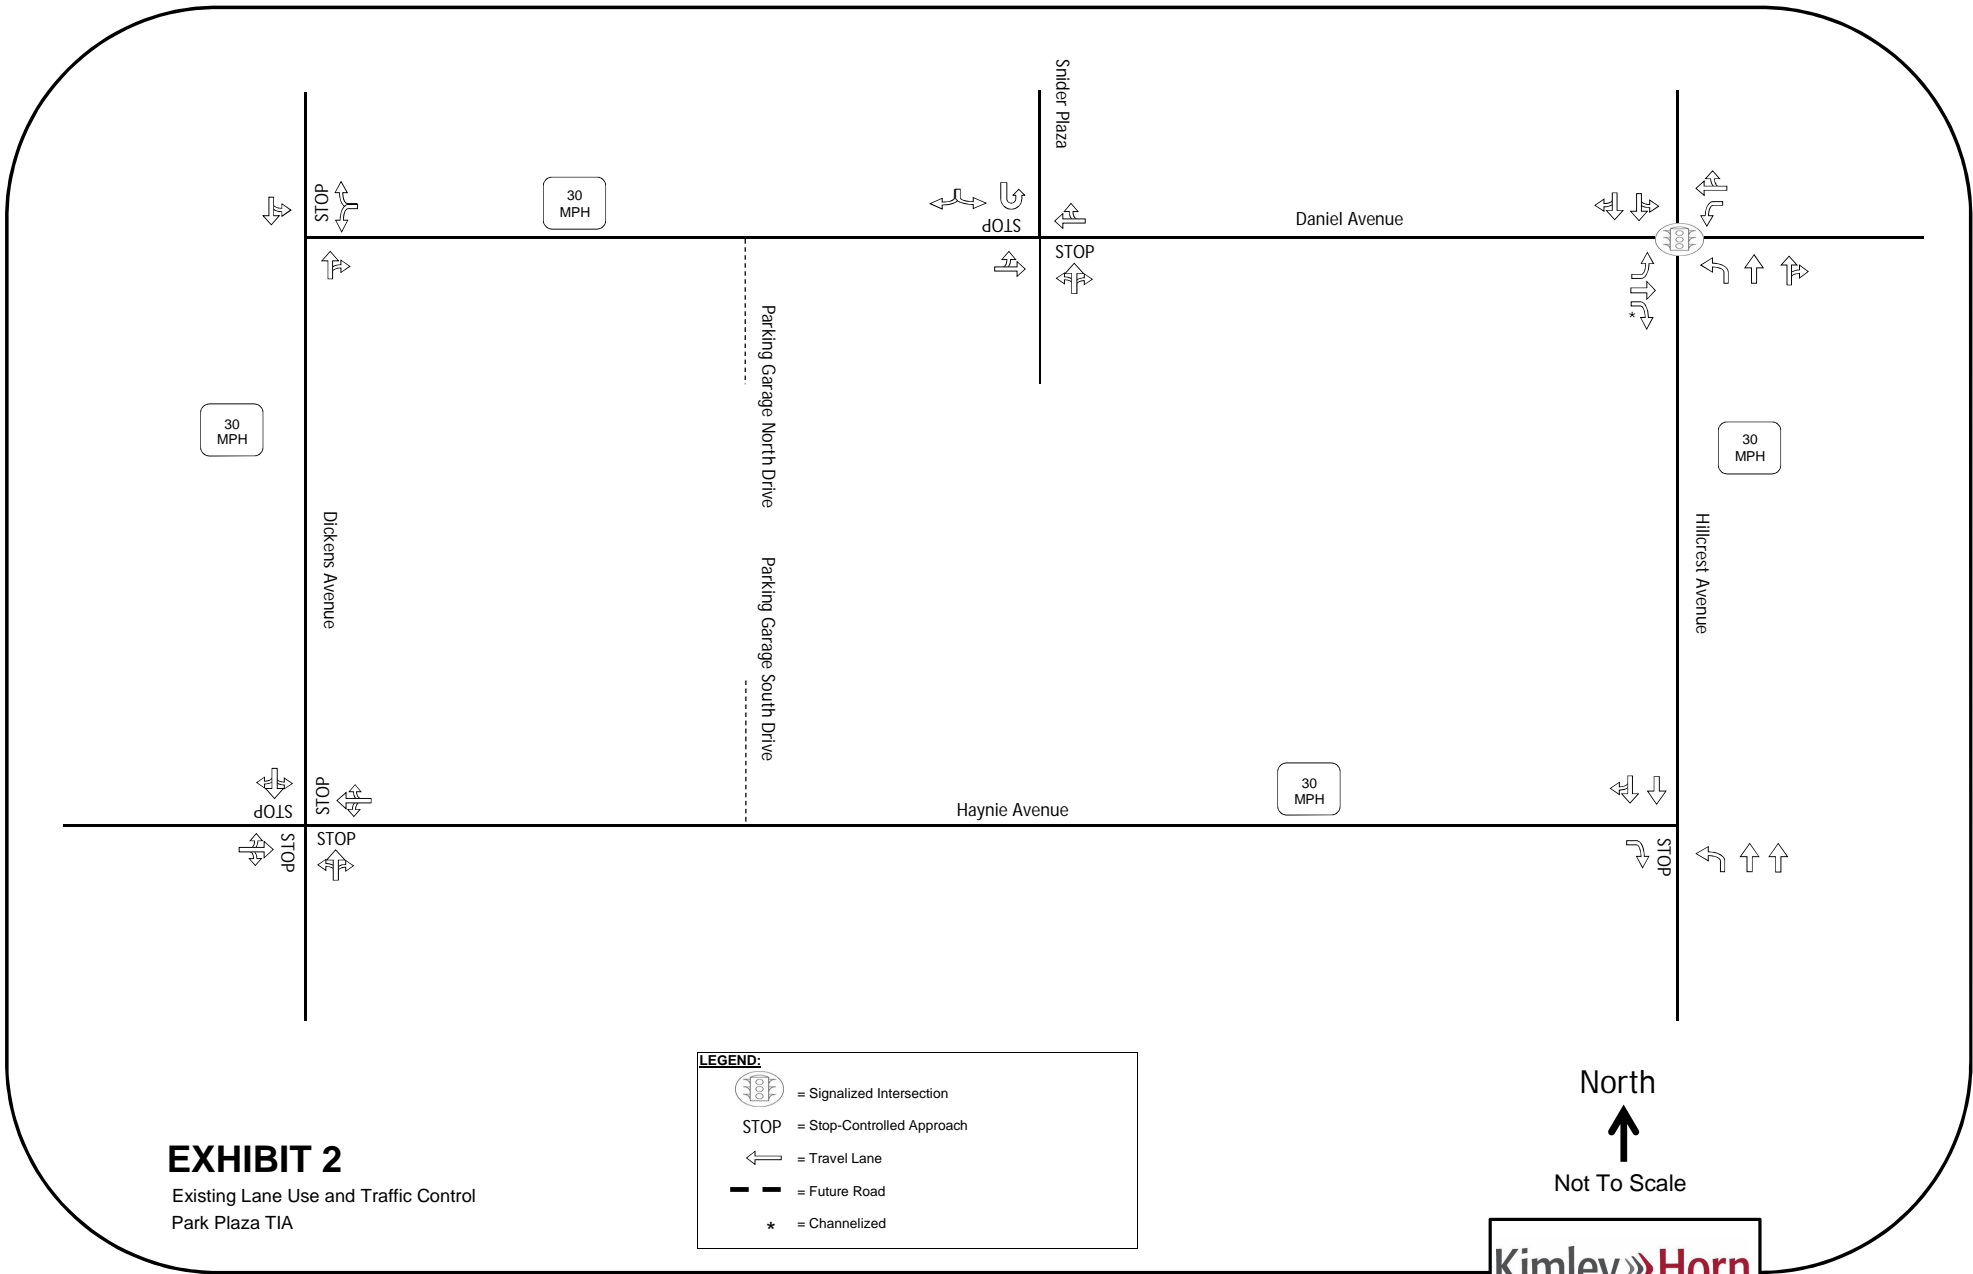 Snider Plaza
STOP
30
MPH
STOP
Daniel Avenue
STOP
*
Parking Garage North Drive
30
MPH
30
MPH
Dickens Avenue
Hillcrest Avenue
Parking Garage South Drive
30
MPH
STOP
STOP
Haynie Avenue
STOP
STOP
STOP
LEGEND:
= Signalized Intersection
STOP = Stop-Controlled Approach
= Travel Lane
= Future Road
* = Channelized
North
Not To Scale
EXHIBIT 2
Existing Lane Use and Traffic Control
Park Plaza TIA
Kimley»Horn